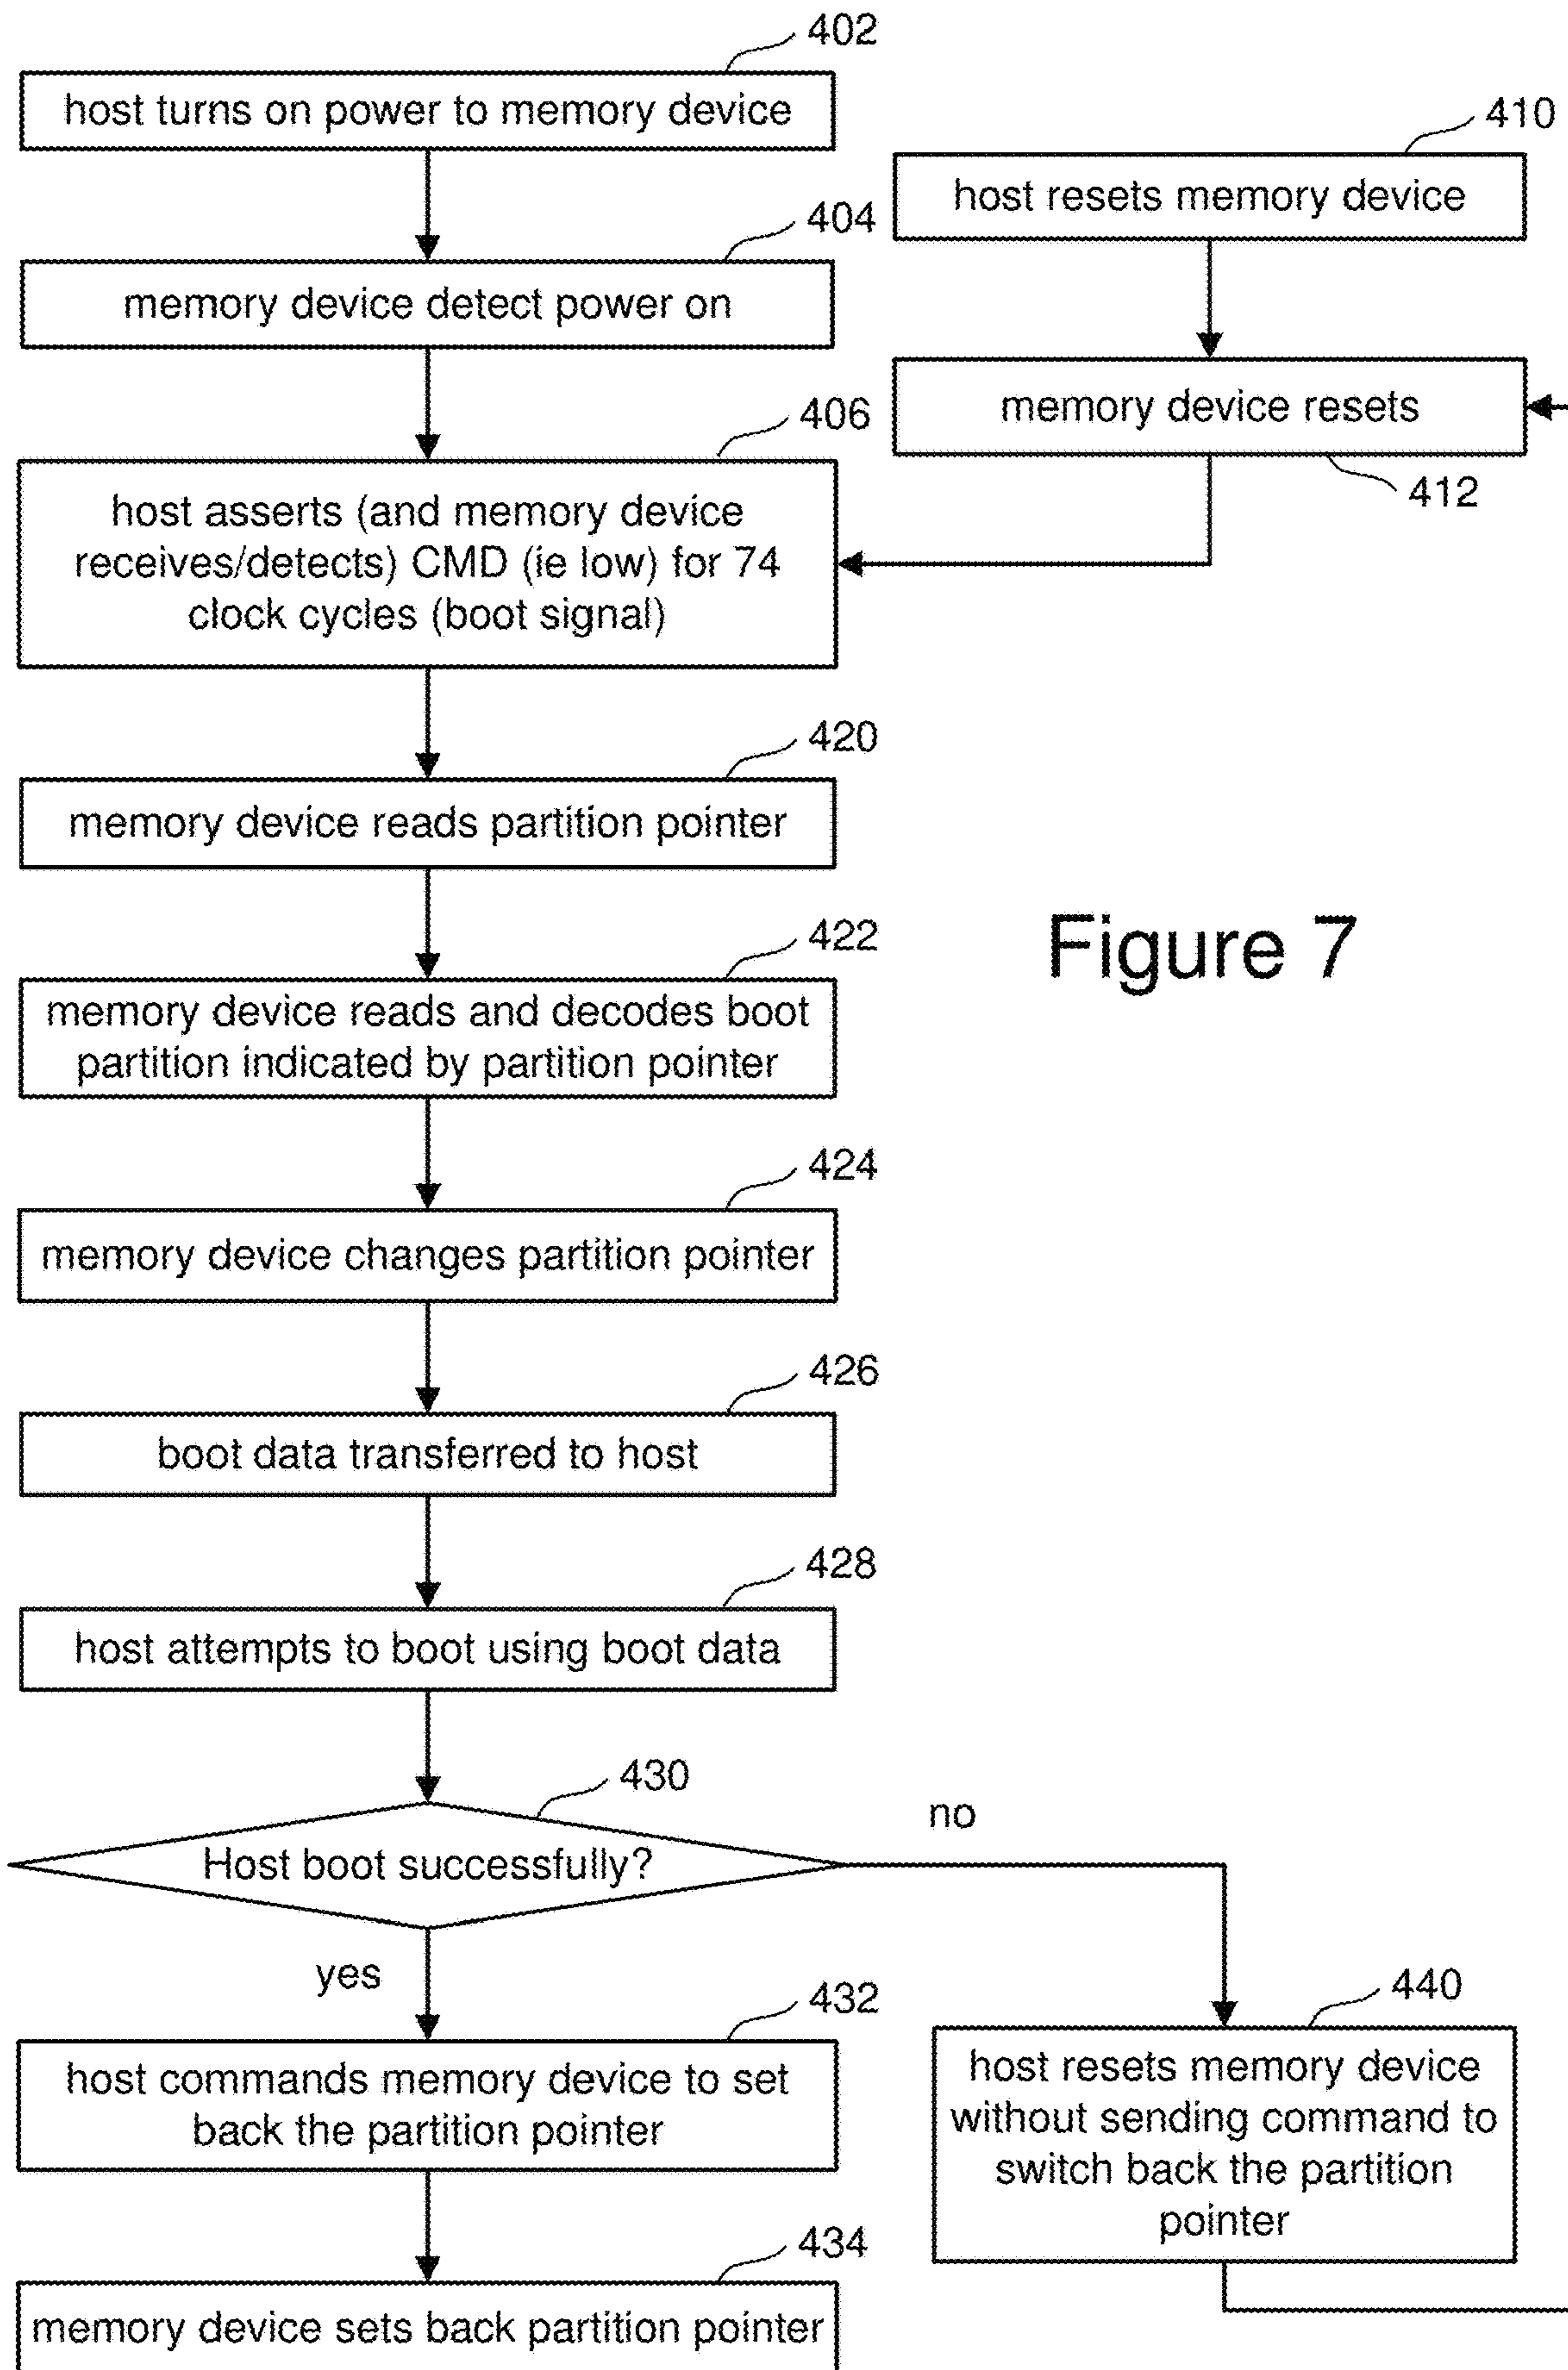 402
host turns on power to memory device
410
host resets memory device
404
memory device detect power on
memory device resets
412
406
host asserts (and memory device
receives/detects) CMD (ie low) for 74
clock cycles (boot signal)
420
memory device reads partition pointer
Figure 7
422
memory device reads and decodes boot
partition indicated by partition pointer
424
memory device changes partition pointer
426
boot data transferred to host
428
host attempts to boot using boot data
430
Host boot successfully?
no
yes
432
host commands memory device to set
back the partition pointer
440
host resets memory device
without sending command to
switch back the partition
pointer
434
memory device sets back partition pointer